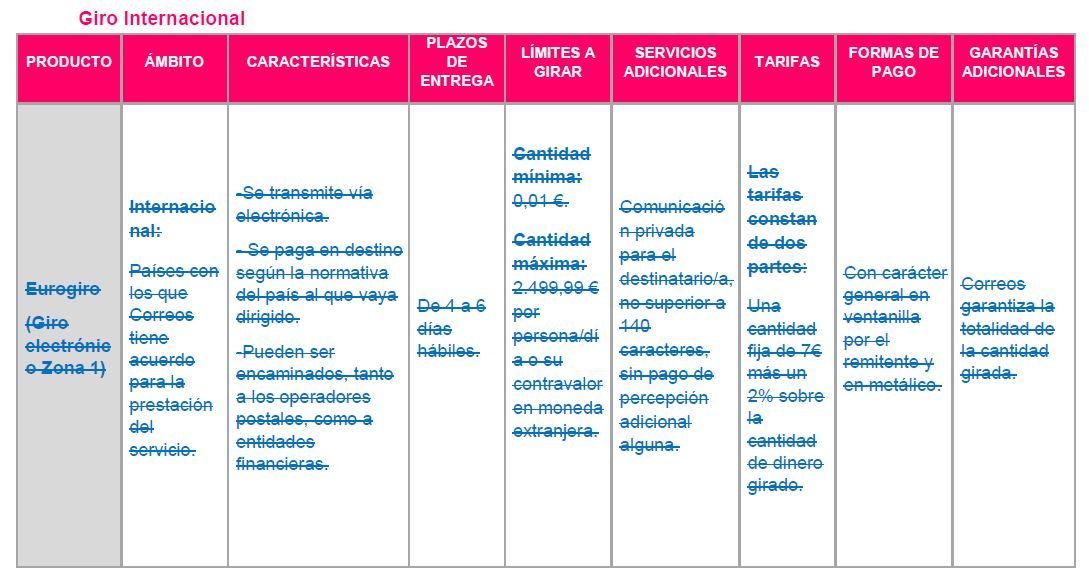 Giro Internacional
PRODUCTO
ÁMBITO
CARACTERÍSTICAS
PLAZOS
DE
ENTREGA
LÍMITES A
GIRAR
SERVICIOS
ADICIONALES
TARIFAS
FORMAS DE
PAGO
GARANTÍAS
ADICIONALES
Eurogiro
(Giro
electrónic
o Zona 1)
Internacio
nal:
Países con
los que
Correos
tiene
acuerdo
para la
prestación
del
servicio.
-Se transmite vía
electrónica.
- Se paga en destino
según la normativa
del país al que vaya
dirigido.
-Pueden ser
encaminados, tanto
a los operadores
postales, como a
entidades
financieras.
De 4 a 6
días
hábiles.
Cantidad
mínima:
0,01 €.
Cantidad
máxima:
2.499,99 €
por
persona/dí
a o su
contravalor
en moneda
extranjera.
Comunicació
n privada
para el
destinatario/a,
no superior a
140
caracteres,
sin pago de
percepción
adicional
alguna.
Las
tarifas
constan
de dos
partes:
Una
cantidad
fija de 7€
más un
2% sobre
la
cantidad
de dinero
girado.
Con carácter
general en
ventanilla
por el
remitente y
en metálico.
Correos
garantiza la
totalidad de
la cantidad
girada.